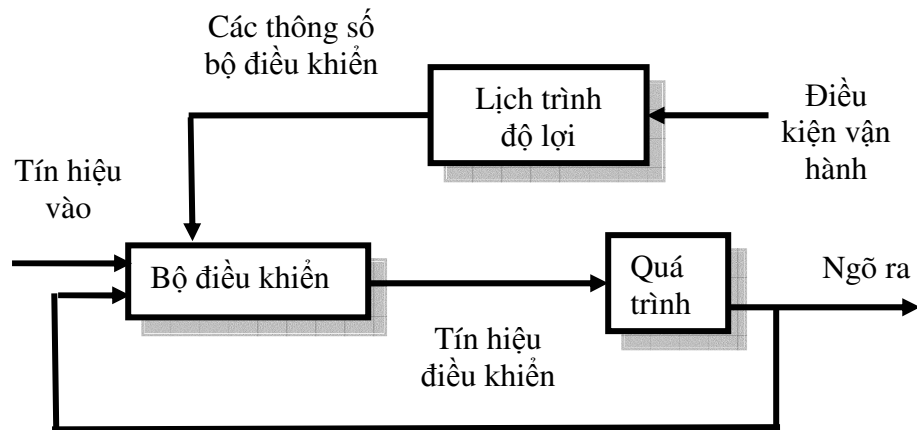 Các thông số
bộ điều khiển
Lịch trình
độ lợi
Điều
kiện vận
hành
Tín hiệu
vào
Bộ điều khiển
Quá
trình
Ngõ ra
Tín hiệu
điều khiển